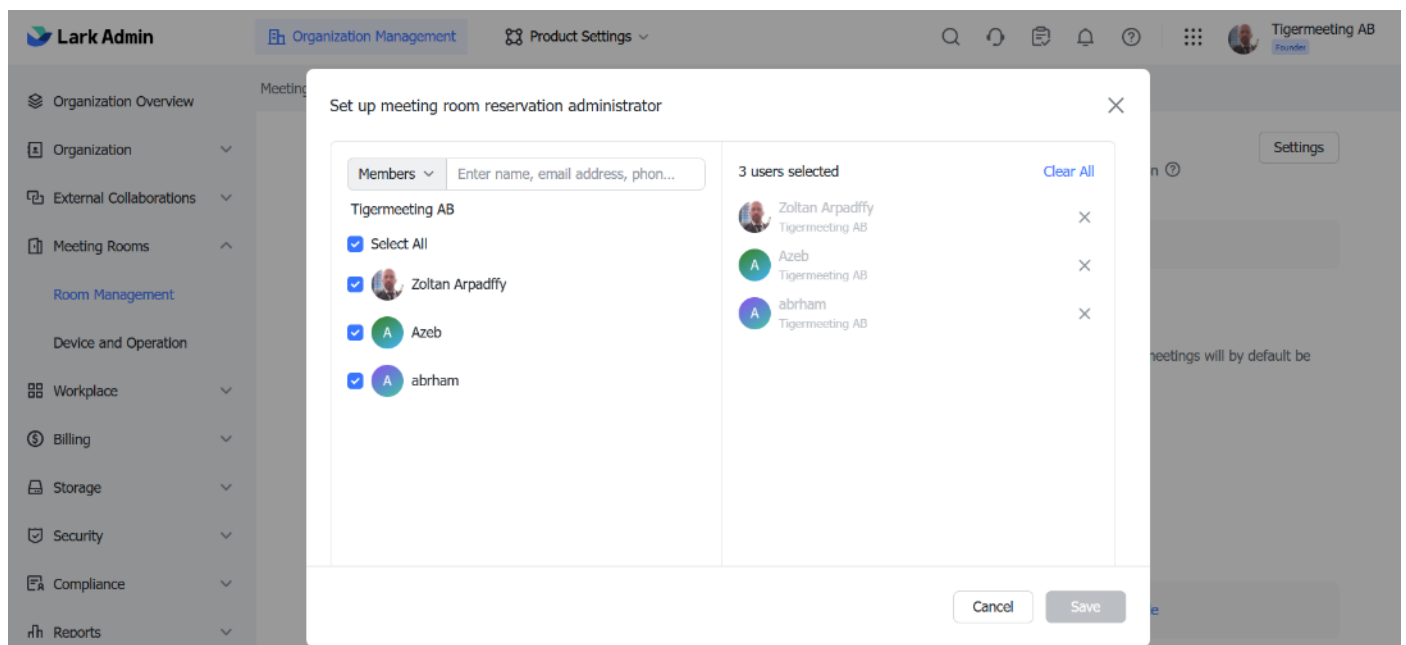 Lark Admin
Organization Management
Product Settings
Tigermeeting AB
Founder
Organization Overview
Organization
External Collaborations
Meeting Rooms
Room Management
Device and Operation
Workplace
Billing
Storage
Security
Compliance
Reports
Meeting
Settings
n
Set up meeting room reservation administrator
Members
Enter name, email address, phon...
Tigermeeting AB
Select All
Zoltan Arpadffy
A
Azeb
A
abrham
3 users selected
Clear All
Zoltan Arpadffy
Tigermeeting AB
A
Azeb
Tigermeeting AB
A
abrham
Tigermeeting AB
neetings will by default be
Cancel
Save
e